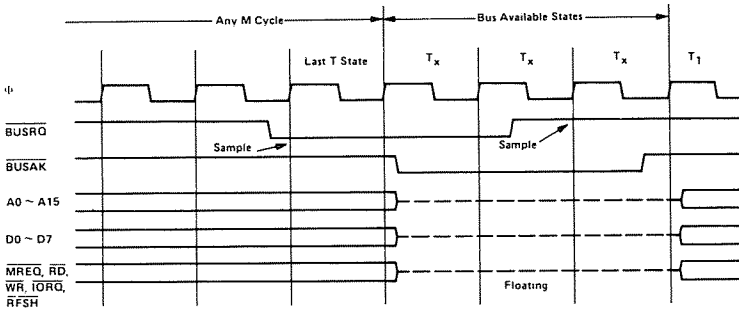 Any M Cycle
Bus Available States
Last T State
Tx
Tx
Tx
T1
Φ
BUSRQ
Sample
Sample
BUSAK
A0 ~ A15
D0 ~ D7
MREQ, RD,
WR, IORQ,
RFSH
Floating